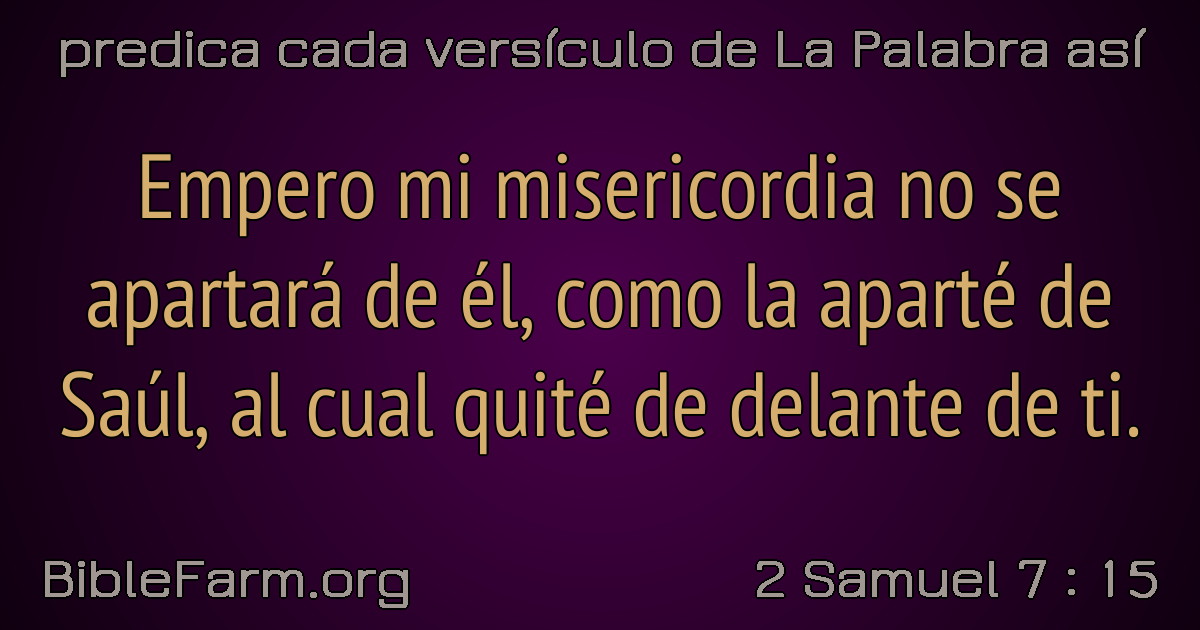 predica cada versículo de La Palabra así
Empero mi misericordia no se
apartará de él, como la aparté de
Saúl, al cual quité de delante de ti.
BibleFarm.org
2 Samuel 7 : 15